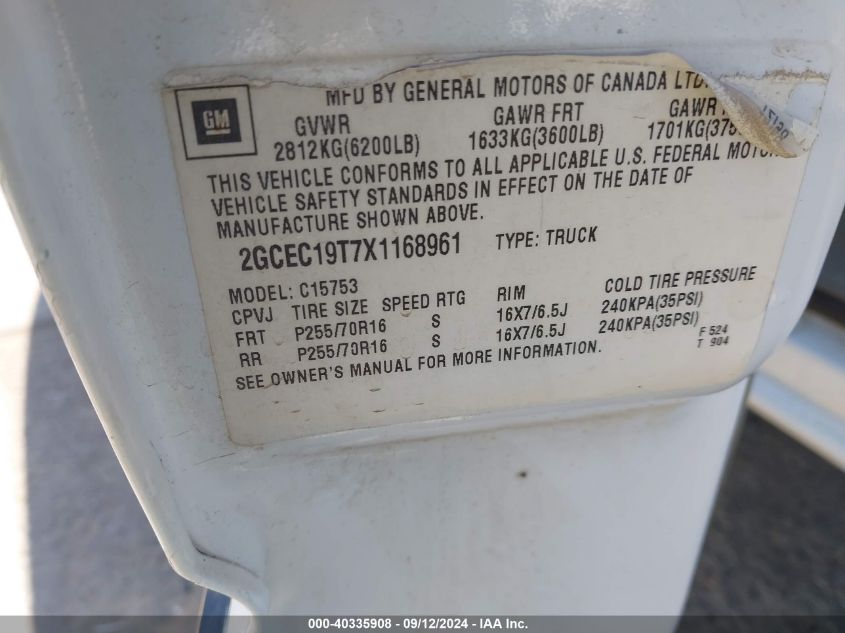 MFD BY GENERAL MOTORS OF CANADA LTD.
GM
GVWR GAWR FRT GAWR
2812KG(6200LB) 1633KG(3600LB) 1701KG(375
THIS VEHICLE CONFORMS TO ALL APPLICABLE U.S. FEDERAL MOTOR
VEHICLE SAFETY STANDARDS IN EFFECT ON THE DATE OF
MANUFACTURE SHOWN ABOVE.
2GCEC19T7X1168961 TYPE: TRUCK
MODEL: C15753
CPVJ TIRE SIZE SPEED RTG RIM COLD TIRE PRESSURE
FRT P255/70R16 S 16X7/6.5J 240KPA(35PSI)
RR P255/70R16 S 16X7/6.5J 240KPA(35PSI)
SEE OWNER'S MANUAL FOR MORE INFORMATION.
F 524
T 904
000-40335908 - 09/12/2024 - IAA Inc.